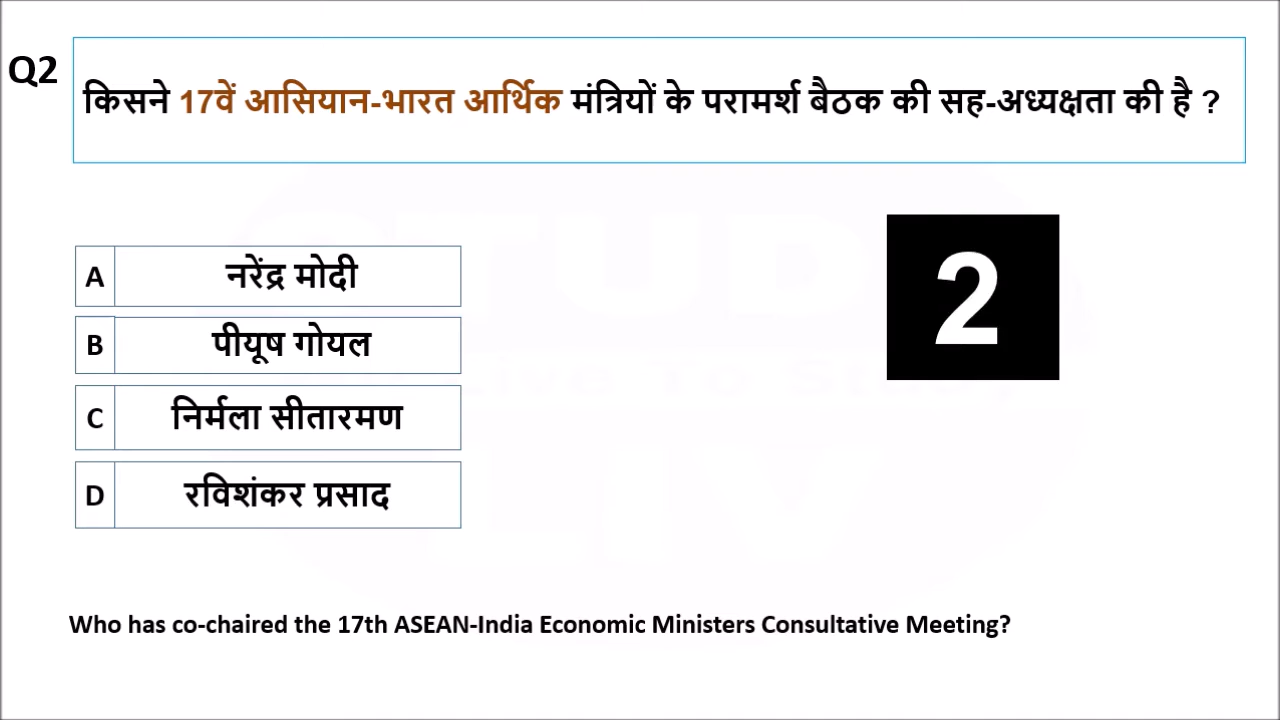 Q2
किसने 17वें आसियान-भारत आर्थिक मंत्रियों के परामर्श बैठक की सह-अध्यक्षता की है ?
A नरेंद्र मोदी
2
B पीयूष गोयल
C निर्मला सीतारमण
D रविशंकर प्रसाद
Who has co-chaired the 17th ASEAN-India Economic Ministers Consultative Meeting?